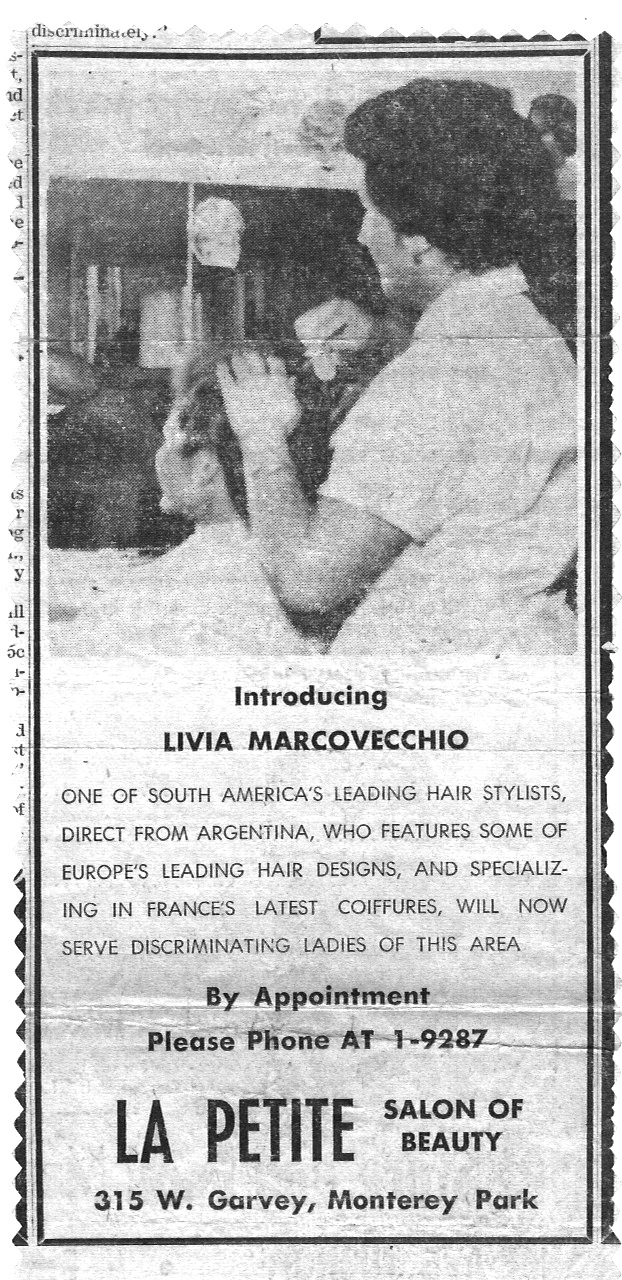 discriminately."
Introducing
LIVIA MARCOVECCHIO
ONE OF SOUTH AMERICA'S LEADING HAIR STYLISTS,
DIRECT FROM ARGENTINA, WHO FEATURES SOME OF
EUROPE'S LEADING HAIR DESIGNS, AND SPECIALIZ-
ING IN FRANCE'S LATEST COIFFURES, WILL NOW
SERVE DISCRIMINATING LADIES OF THIS AREA
By Appointment
Please Phone AT 1-9287
LA PETITE SALON OF
BEAUTY
315 W. Garvey, Monterey Park